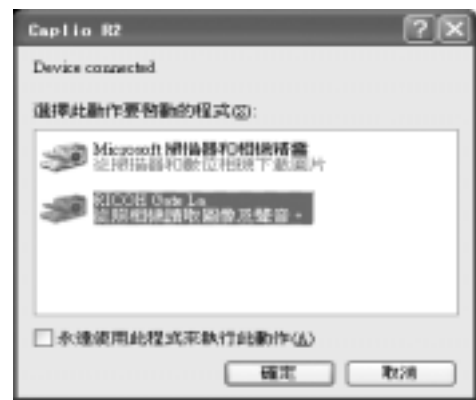 Caplio R2
Device connected
選擇此動作要啓動的程式(S):
Microsoft 掃描器和相機精靈
從掃描器和數位相機下載圖片
RICOH Gate La
從照相機讀取圖像及聲音。
永遠使用此程式來執行此動作(A)
確定
取消